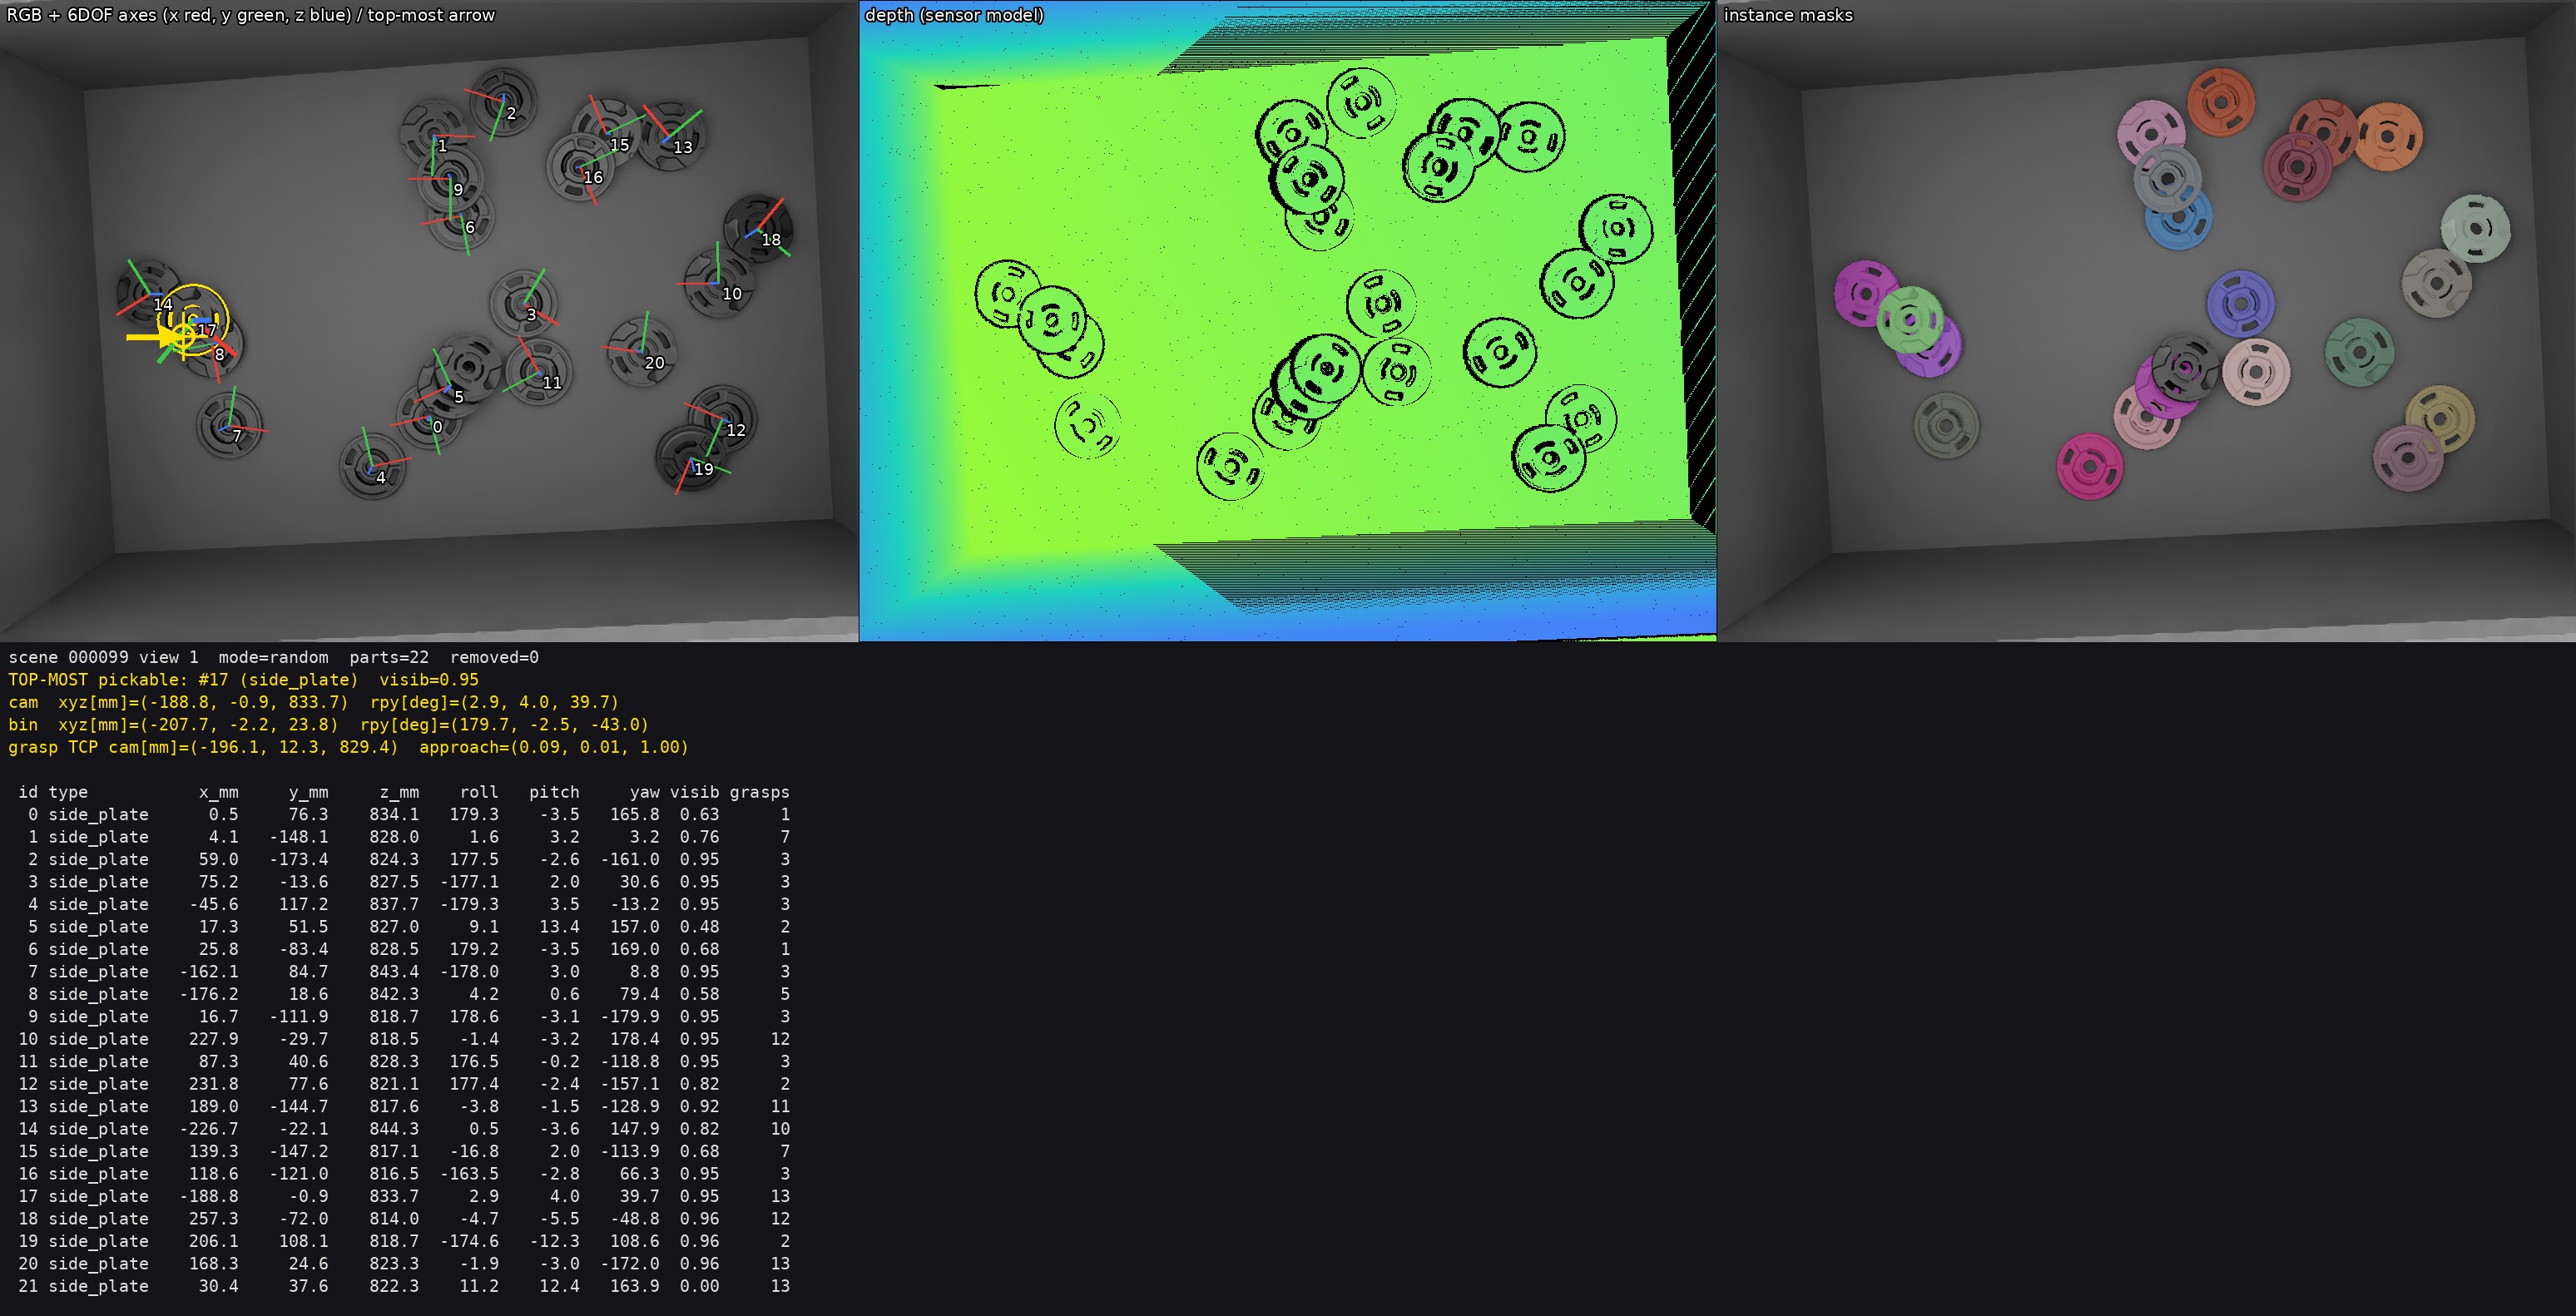 RGB + 6DOF axes (x red, y green, z blue) / top-most arrow
depth (sensor model)
instance masks
2
1
15
13
16
9
6
18
10
14
3
17
8
20
11
5
7
0
12
4
19
scene 000099 view 1  mode=random  parts=22  removed=0
TOP-MOST pickable: #17 (side_plate)  visib=0.95
cam  xyz[mm]=(-188.8, -0.9, 833.7)  rpy[deg]=(2.9, 4.0, 39.7)
bin  xyz[mm]=(-207.7, -2.2, 23.8)  rpy[deg]=(179.7, -2.5, -43.0)
grasp TCP cam[mm]=(-196.1, 12.3, 829.4)  approach=(0.09, 0.01, 1.00)
id type x_mm y_mm z_mm roll pitch yaw visib grasps
0 side_plate 0.5 76.3 834.1 179.3 -3.5 165.8 0.63 1
1 side_plate 4.1 -148.1 828.0 1.6 3.2 3.2 0.76 7
2 side_plate 59.0 -173.4 824.3 177.5 -2.6 -161.0 0.95 3
3 side_plate 75.2 -13.6 827.5 -177.1 2.0 30.6 0.95 3
4 side_plate -45.6 117.2 837.7 -179.3 3.5 -13.2 0.95 3
5 side_plate 17.3 51.5 827.0 9.1 13.4 157.0 0.48 2
6 side_plate 25.8 -83.4 828.5 179.2 -3.5 169.0 0.68 1
7 side_plate -162.1 84.7 843.4 -178.0 3.0 8.8 0.95 3
8 side_plate -176.2 18.6 842.3 4.2 0.6 79.4 0.58 5
9 side_plate 16.7 -111.9 818.7 178.6 -3.1 -179.9 0.95 3
10 side_plate 227.9 -29.7 818.5 -1.4 -3.2 178.4 0.95 12
11 side_plate 87.3 40.6 828.3 176.5 -0.2 -118.8 0.95 3
12 side_plate 231.8 77.6 821.1 177.4 -2.4 -157.1 0.82 2
13 side_plate 189.0 -144.7 817.6 -3.8 -1.5 -128.9 0.92 11
14 side_plate -226.7 -22.1 844.3 0.5 -3.6 147.9 0.82 10
15 side_plate 139.3 -147.2 817.1 -16.8 2.0 -113.9 0.68 7
16 side_plate 118.6 -121.0 816.5 -163.5 -2.8 66.3 0.95 3
17 side_plate -188.8 -0.9 833.7 2.9 4.0 39.7 0.95 13
18 side_plate 257.3 -72.0 814.0 -4.7 -5.5 -48.8 0.96 12
19 side_plate 206.1 108.1 818.7 -174.6 -12.3 108.6 0.96 2
20 side_plate 168.3 24.6 823.3 -1.9 -3.0 -172.0 0.96 13
21 side_plate 30.4 37.6 822.3 11.2 12.4 163.9 0.00 13